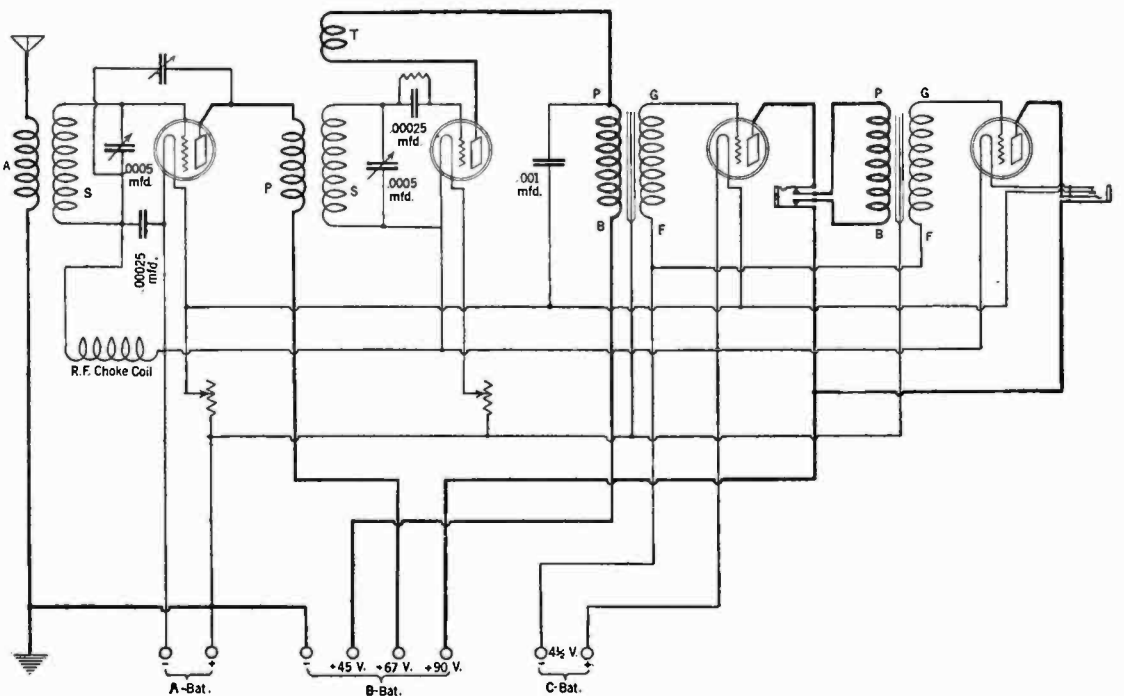 T
P
G
P
G
.00025
mfd.
A
S
.0005
mfd.
P
S
.0005
mfd.
.001
mfd.
.00025
mfd.
B
F
B
F
R.F. Choke Coil
- + - +45 V. +67 V. +90 V. - 4½ V. +
A-Bat.
B-Bat.
C-Bat.